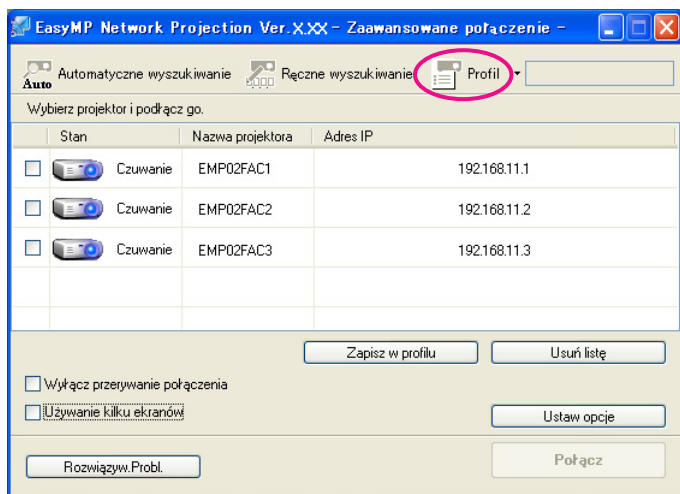 EasyMP Network Projection Ver.X.XX - Zaawansowane połączenie -
Auto Automatyczne wyszukiwanie Ręczne wyszukiwanie Profil
Wybierz projektor i podłącz go.
Stan Nazwa projektora Adres IP
Czuwanie EMP02FAC1 192.168.11.1
Czuwanie EMP02FAC2 192.168.11.2
Czuwanie EMP02FAC3 192.168.11.3
Zapisz w profilu Usuń listę
Wyłącz przerywanie połączenia
Używanie kilku ekranów
Ustaw opcje
Rozwiązyw.Probl. Połącz